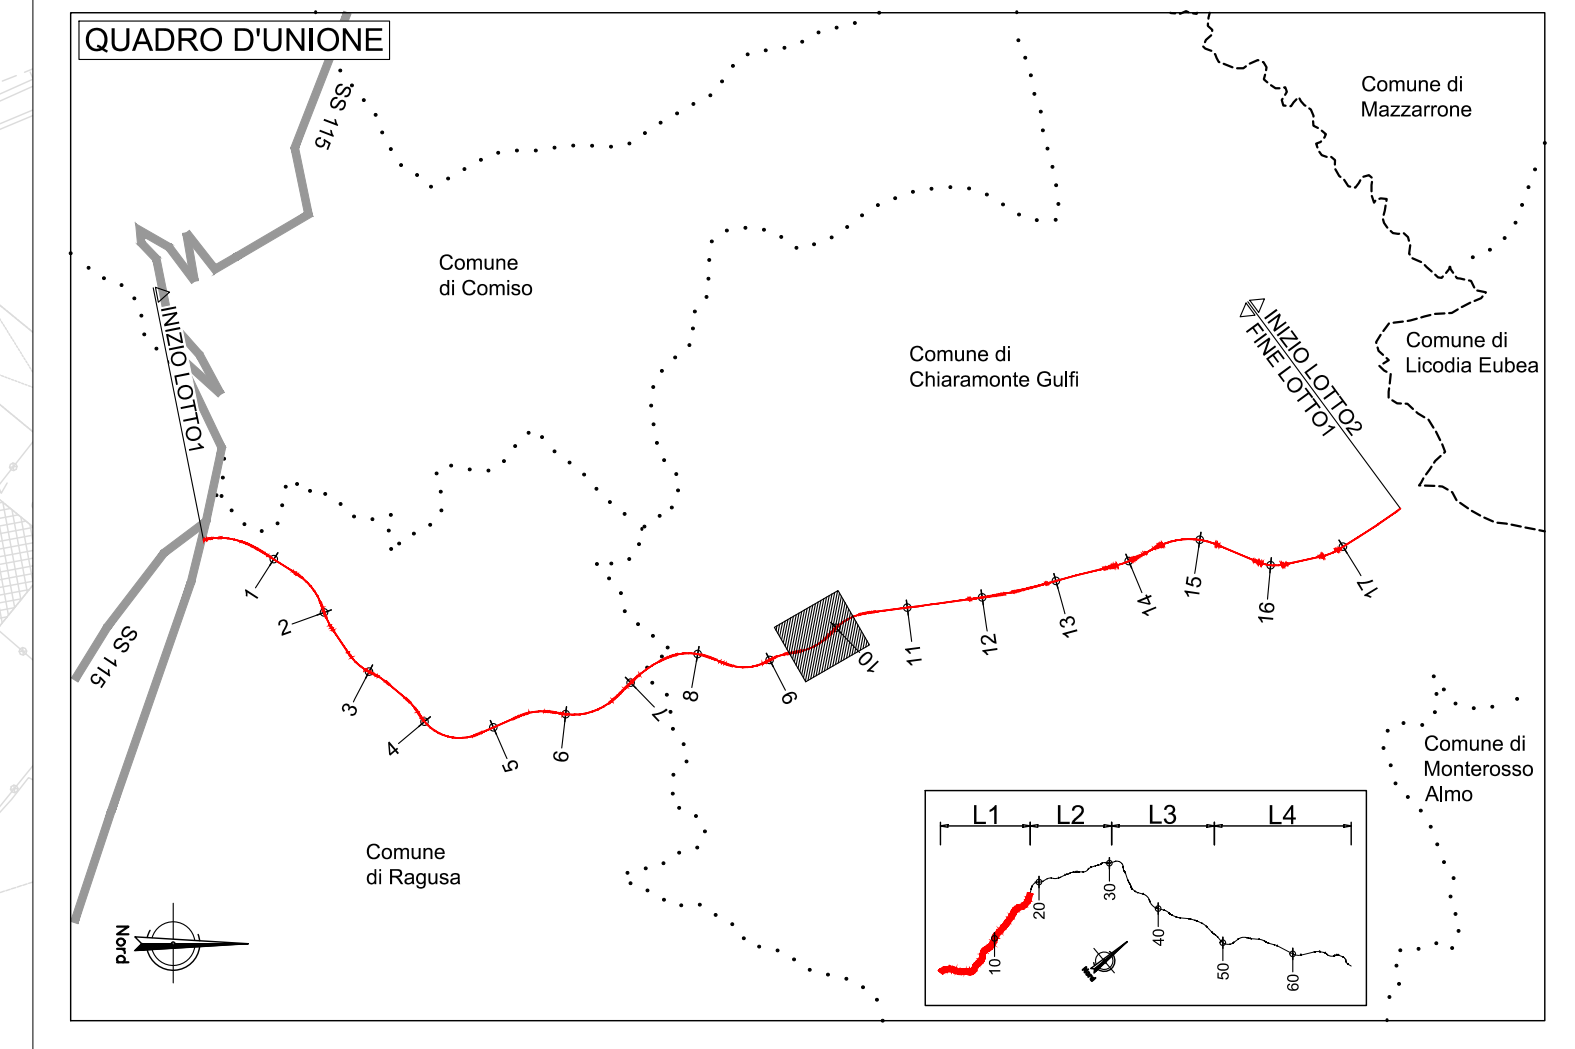 QUADRO D'UNIONE
SS 115
Comune di
Mazzarrone
Comune
di Comiso
INIZIO LOTTO1
Comune di
Chiaramonte Gulfi
INIZIO LOTTO2
FINE LOTTO1
Comune di
Licodia Eubea
SS 115
1
2
3
4
5
6
7
8
9
10
11
12
13
14
15
16
17
Comune di
Monterosso
Almo
Comune
di Ragusa
Nord
L1 L2 L3 L4
10
20
30
40
50
60